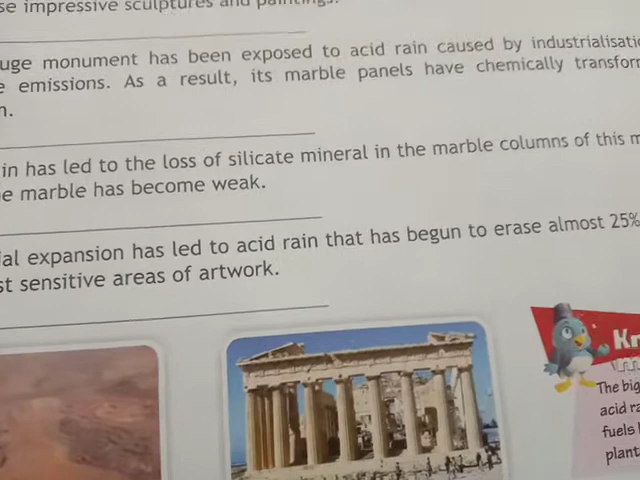 se impressive sculptures and paintings.
uge monument has been exposed to acid rain caused by industrialisatio
e emissions. As a result, its marble panels have chemically transform
n.
in has led to the loss of silicate mineral in the marble columns of this m
e marble has become weak.
ial expansion has led to acid rain that has begun to erase almost 25%
st sensitive areas of artwork.
Kn
The big
acid ra
fuels
plant